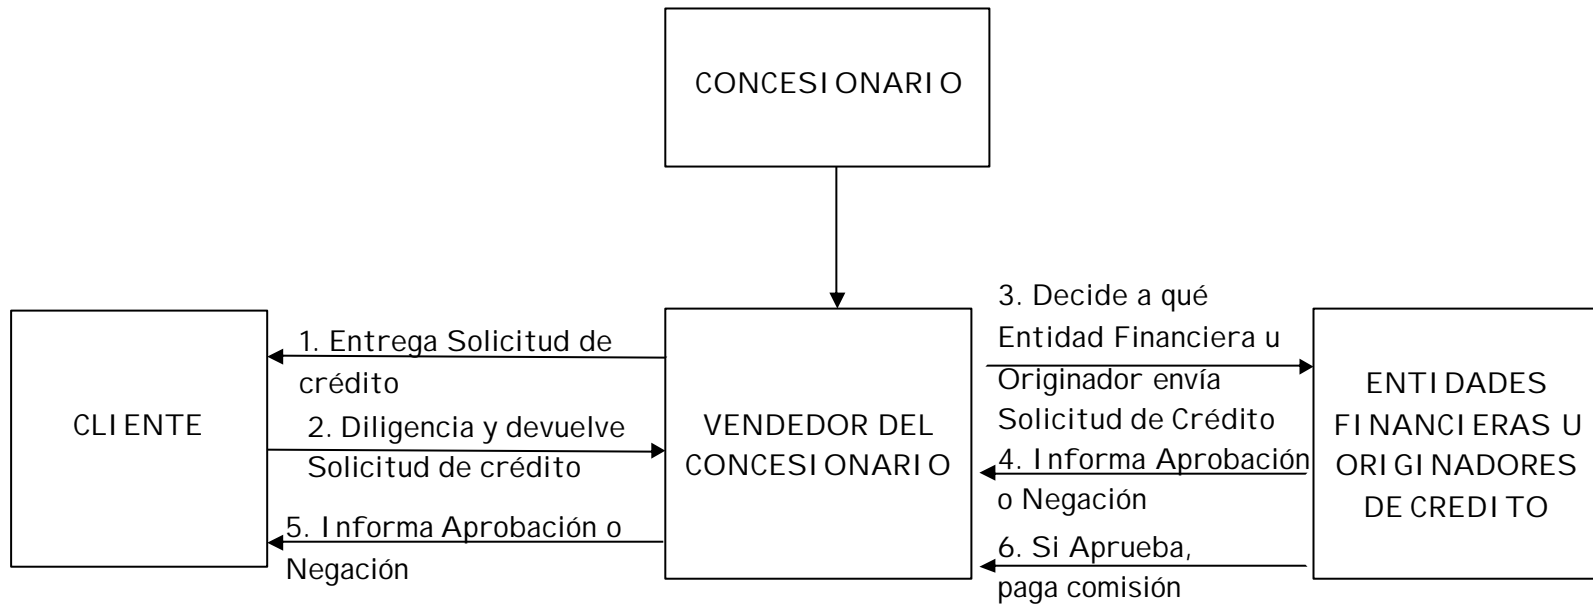 CONCESIONARIO
CLIENTE
1. Entrega Solicitud de
crédito
2. Diligencia y devuelve
Solicitud de crédito
5. Informa Aprobación o
Negación
VENDEDOR DEL
CONCESIONARIO
3. Decide a qué
Entidad Financiera u
Originador envía
Solicitud de Crédito
4. Informa Aprobación
o Negación
6. Si Aprueba,
paga comisión
ENTIDADES
FINANCIERAS U
ORIGINADORES
DE CREDITO